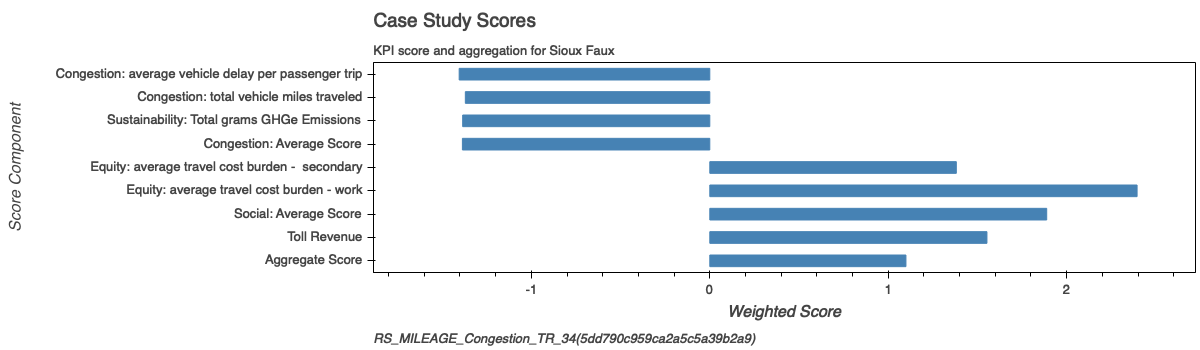 Case Study Scores
KPI score and aggregation for Sioux Faux
Score Component
Congestion: average vehicle delay per passenger trip
Congestion: total vehicle miles traveled
Sustainability: Total grams GHGe Emissions
Congestion: Average Score
Equity: average travel cost burden -  secondary
Equity: average travel cost burden - work
Social: Average Score
Toll Revenue
Aggregate Score
-1 0 1 2
Weighted Score
RS_MILEAGE_Congestion_TR_34(5dd790c959ca2a5c5a39b2a9)